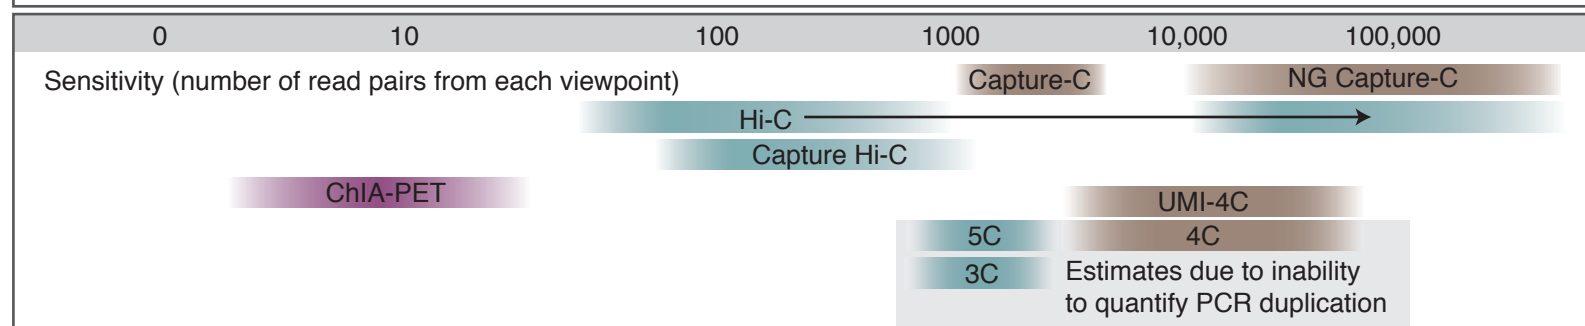 0 10 100 1000 10,000 100,000
Sensitivity (number of read pairs from each viewpoint) Capture-C NG Capture-C
Hi-C
Capture Hi-C
ChIA-PET
UMI-4C
5C 4C
3C Estimates due to inability
to quantify PCR duplication